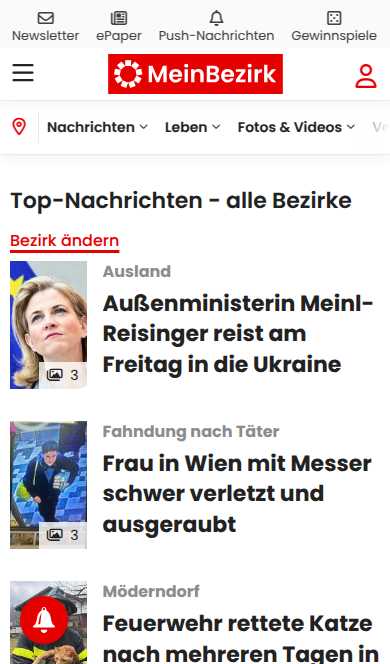 Newsletter
ePaper
Push-Nachrichten
Gewinnspiele
MeinBezirk
Nachrichten
Leben
Fotos & Videos
Top-Nachrichten - alle Bezirke
Bezirk ändern
Ausland
Außenministerin Meinl-
Reisinger reist am
Freitag in die Ukraine
3
Fahndung nach Täter
Frau in Wien mit Messer
schwer verletzt und
ausgeraubt
3
Möderndorf
Feuerwehr rettete Katze
nach mehreren Tagen in